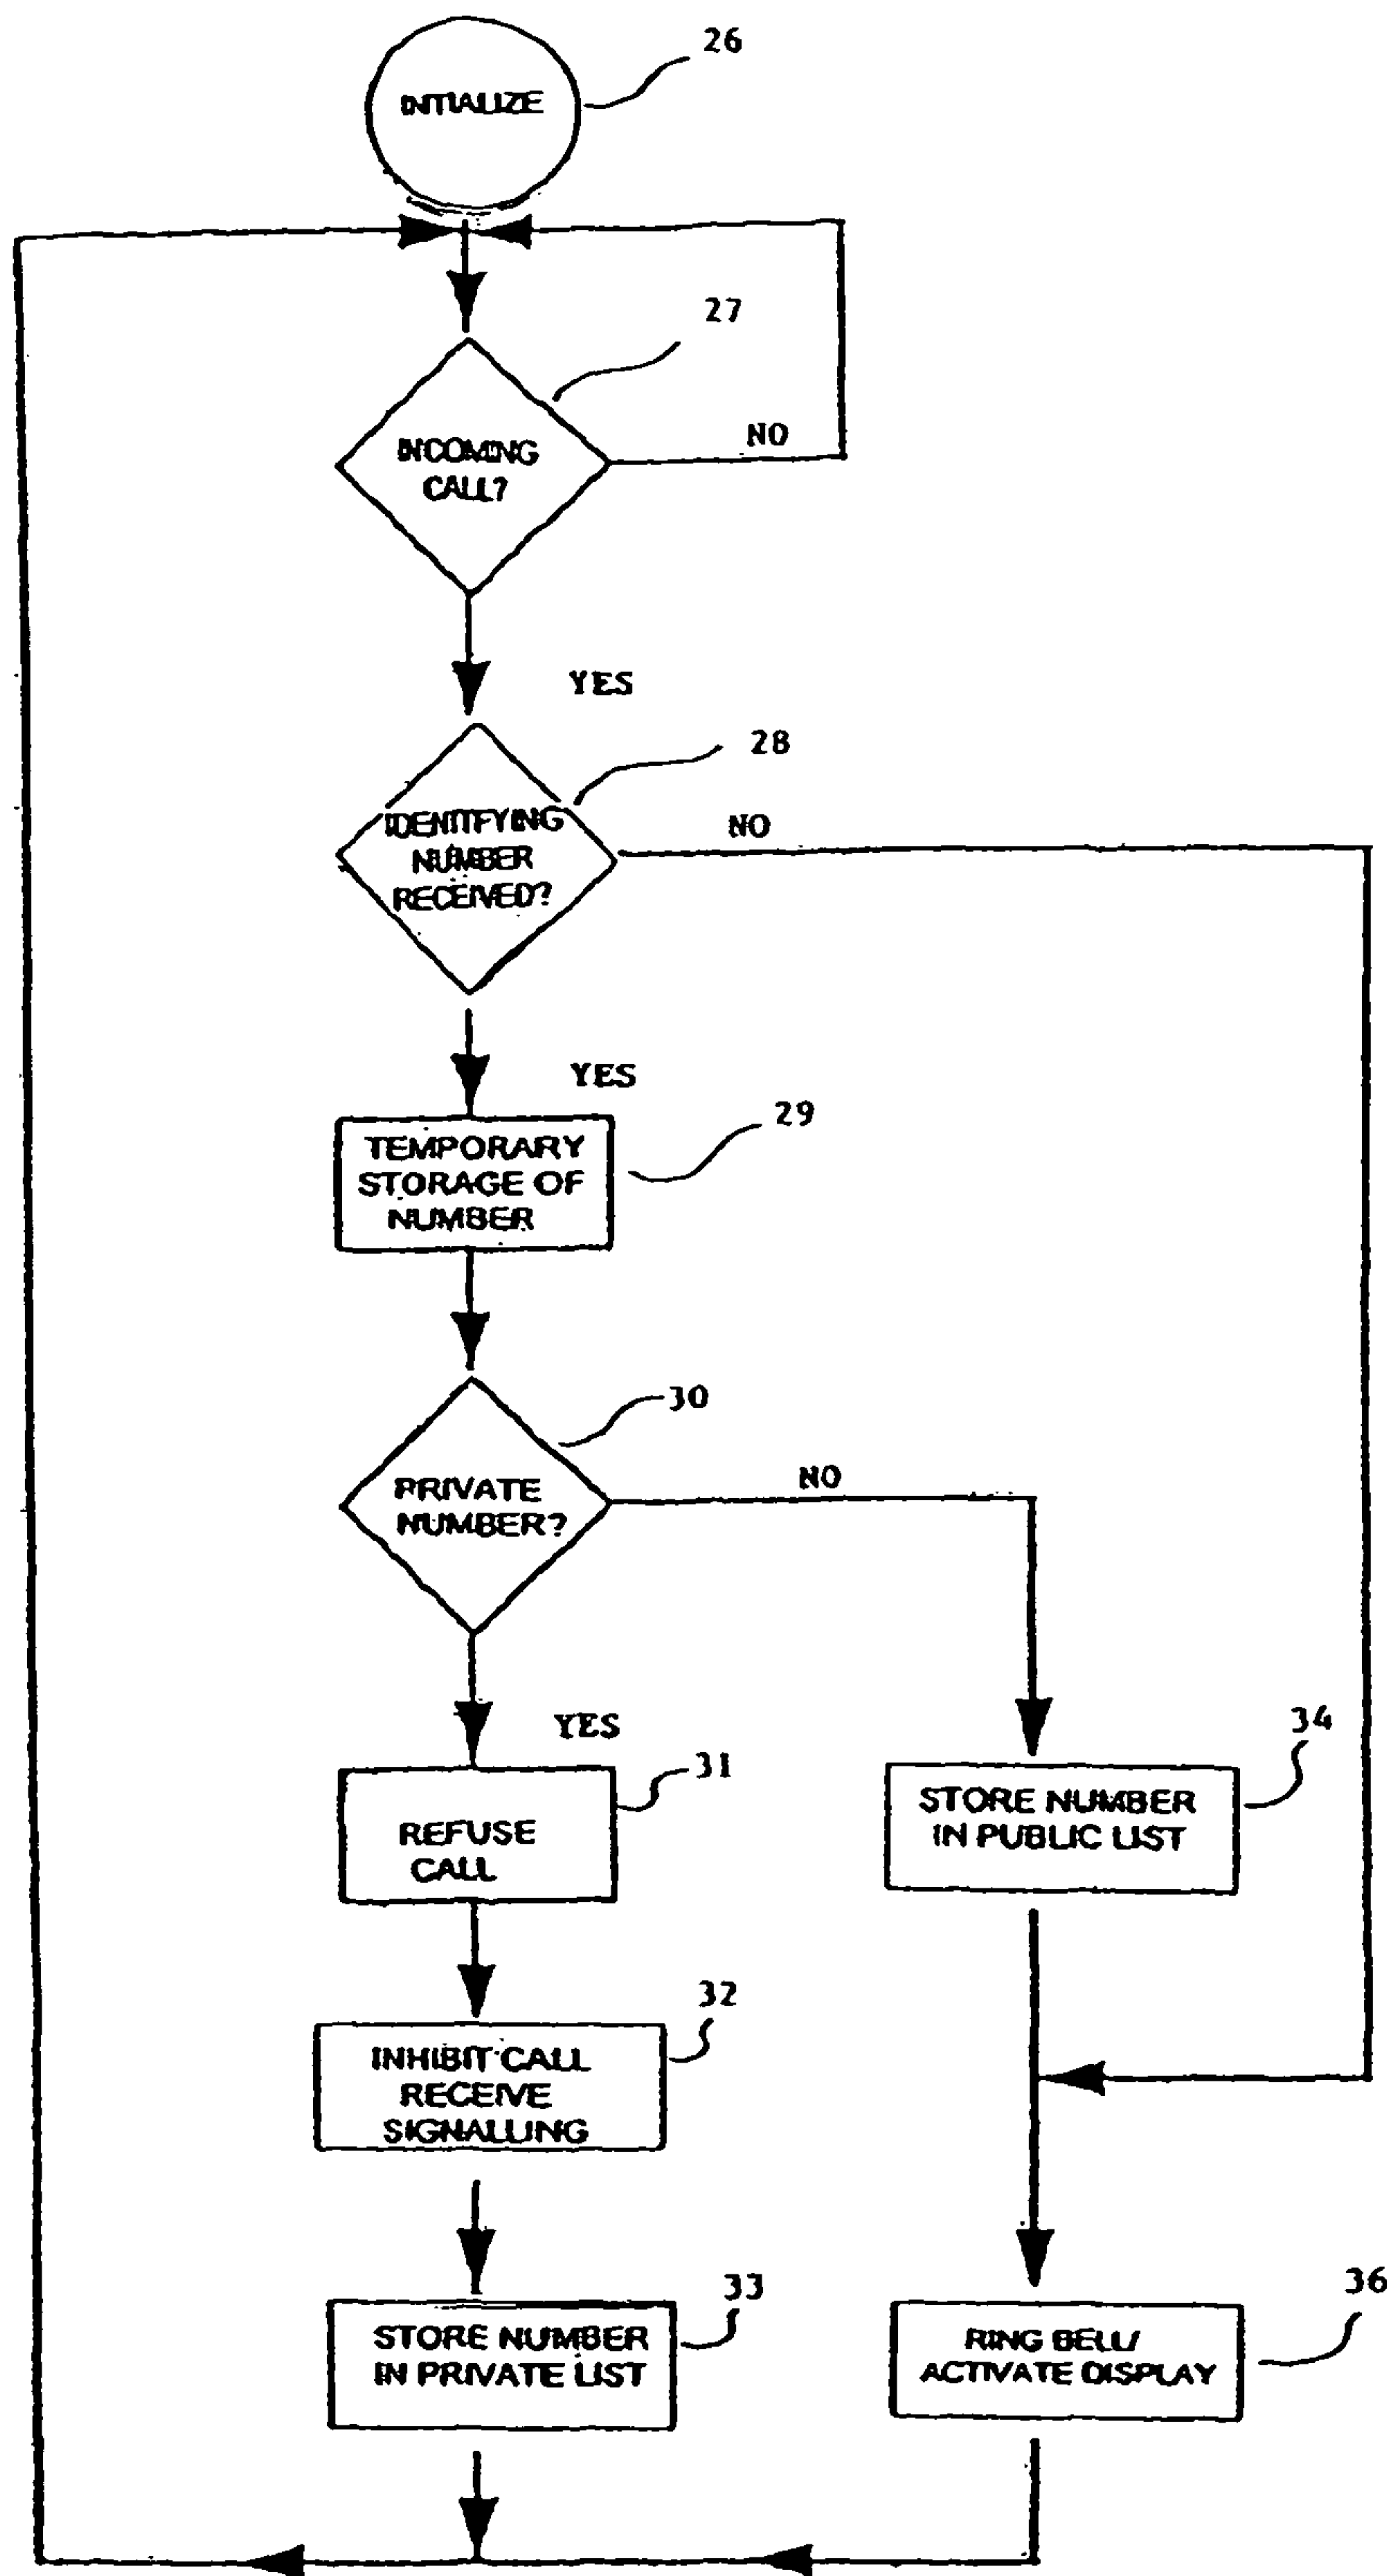 26
INTIALIZE
27
INCOMING
CALL?
NO
YES
28
IDENTIFYING
NUMBER
RECEIVED?
NO
YES
29
TEMPORARY
STORAGE OF
NUMBER
30
PRIVATE
NUMBER?
NO
YES
31
REFUSE
CALL
34
STORE NUMBER
IN PUBLIC LIST
32
INHIBIT CALL
RECEIVE
SIGNALLING
33
STORE NUMBER
IN PRIVATE LIST
36
RING BELL/
ACTIVATE DISPLAY